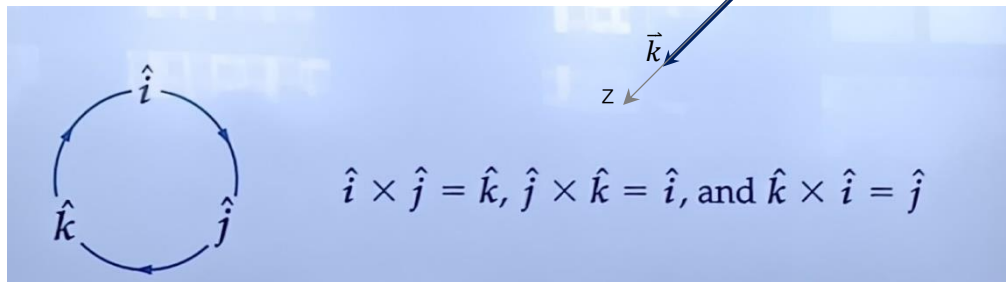 k⃗
z
î
k̂
ĵ
î × ĵ = k̂, ĵ × k̂ = î, and k̂ × î = ĵ